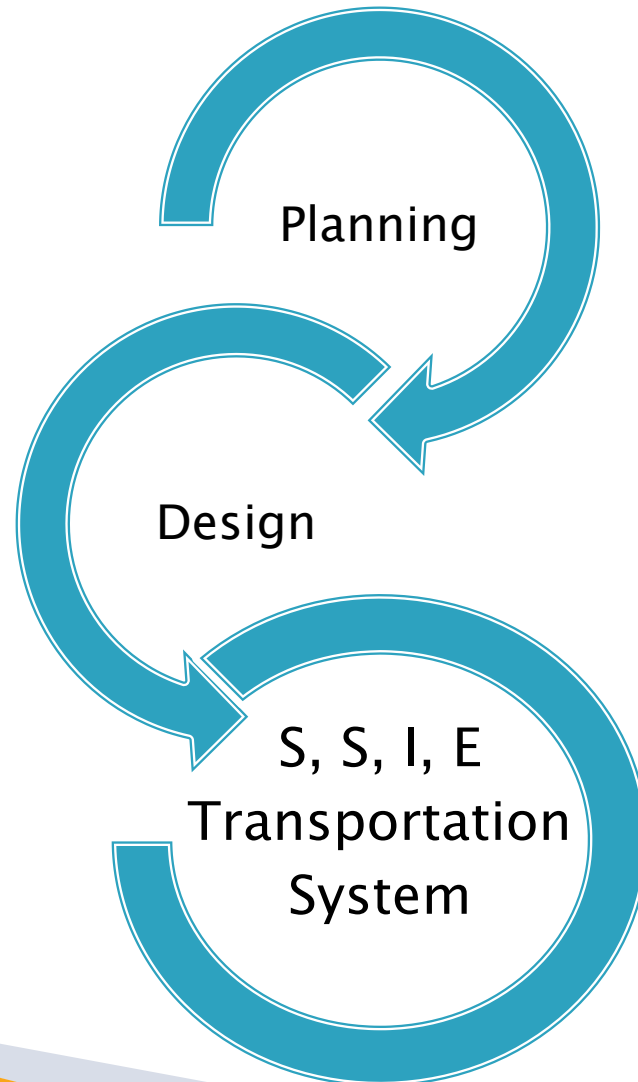 Planning
Design
S, S, I, E
Transportation
System